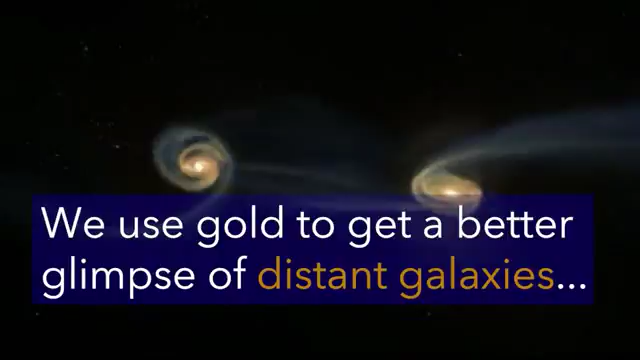 We use gold to get a better
glimpse of distant galaxies...